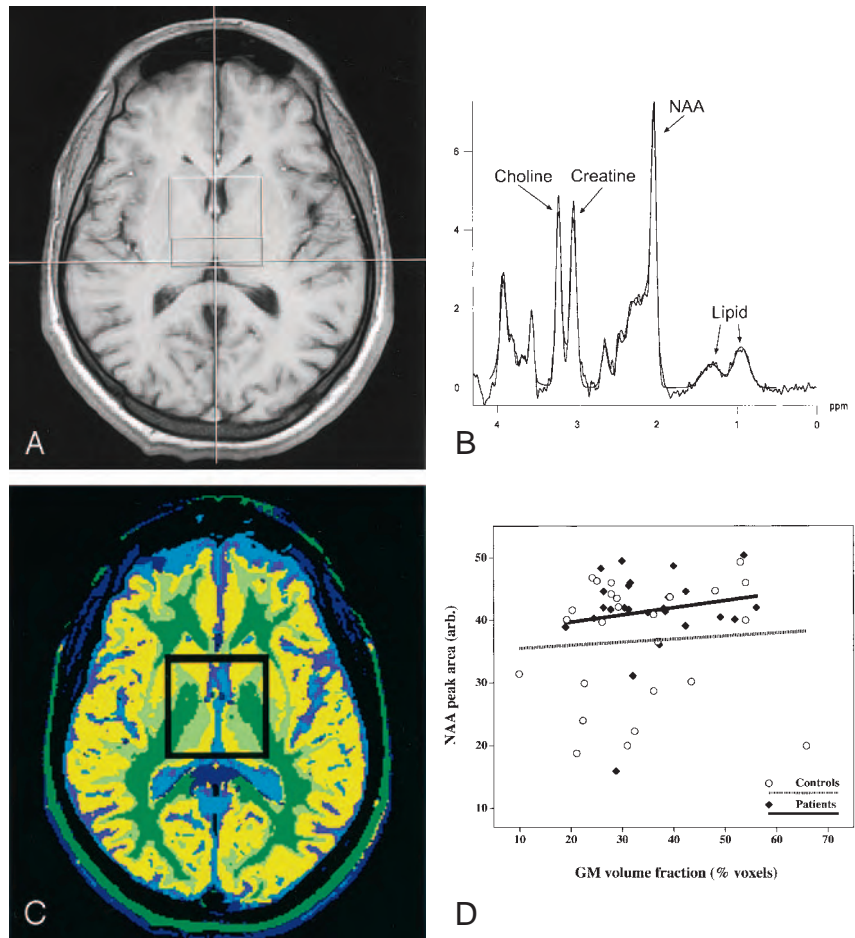 A
B
NAA
Choline
Creatine
Lipid
6
4
2
0
4
3
2
1
0
ppm
C
D
NAA peak area (arb.)
50
40
30
20
10
10
20
30
40
50
60
70
Controls
Patients
GM volume fraction (% voxels)